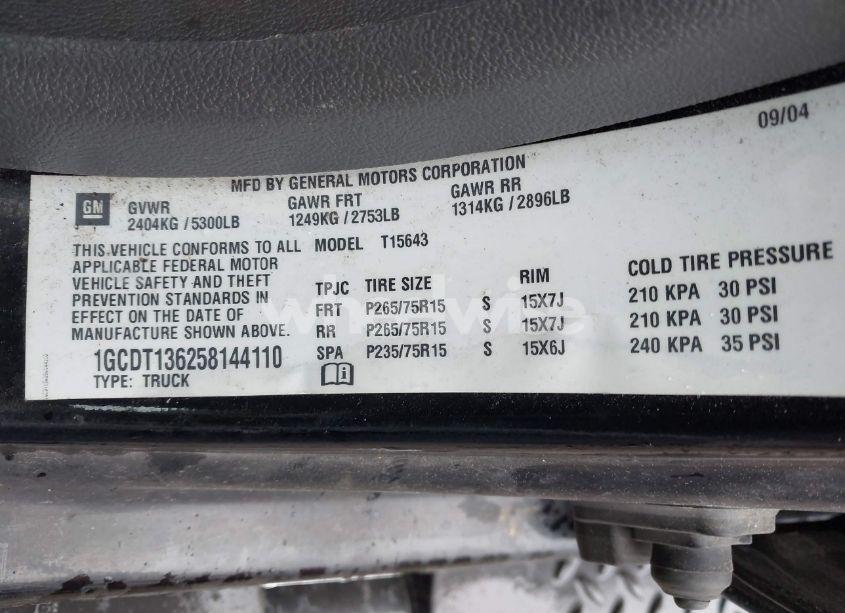 09/04
MFD BY GENERAL MOTORS CORPORATION
GM GVWR GAWR FRT GAWR RR
2404KG / 5300LB 1249KG / 2753LB 1314KG / 2896LB
THIS VEHICLE CONFORMS TO ALL MODEL T15643
APPLICABLE FEDERAL MOTOR
VEHICLE SAFETY AND THEFT
PREVENTION STANDARDS IN
EFFECT ON THE DATE OF
MANUFACTURE SHOWN ABOVE.
1GCDT136258144110
TYPE: TRUCK
TPJC TIRE SIZE RIM COLD TIRE PRESSURE
FRT P265/75R15 S 15X7J 210 KPA 30 PSI
RR P265/75R15 S 15X7J 210 KPA 30 PSI
SPA P235/75R15 S 15X6J 240 KPA 35 PSI